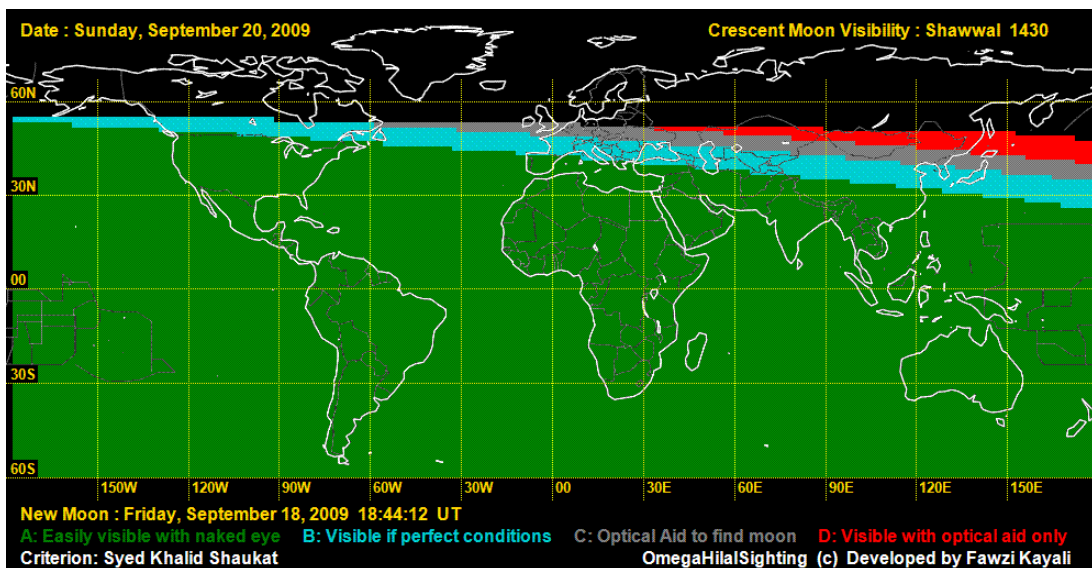 Date : Sunday, September 20, 2009
Crescent Moon Visibility : Shawwal 1430
60N
30N
00
30S
60S
150W 120W 90W 60W 30W 00 30E 60E 90E 120E 150E
New Moon : Friday, September 18, 2009 18:44:12 UT
A: Easily visible with naked eye B: Visible if perfect conditions C: Optical Aid to find moon D: Visible with optical aid only
Criterion: Syed Khalid Shaukat OmegaHilalSighting (c) Developed by Fawzi Kayali